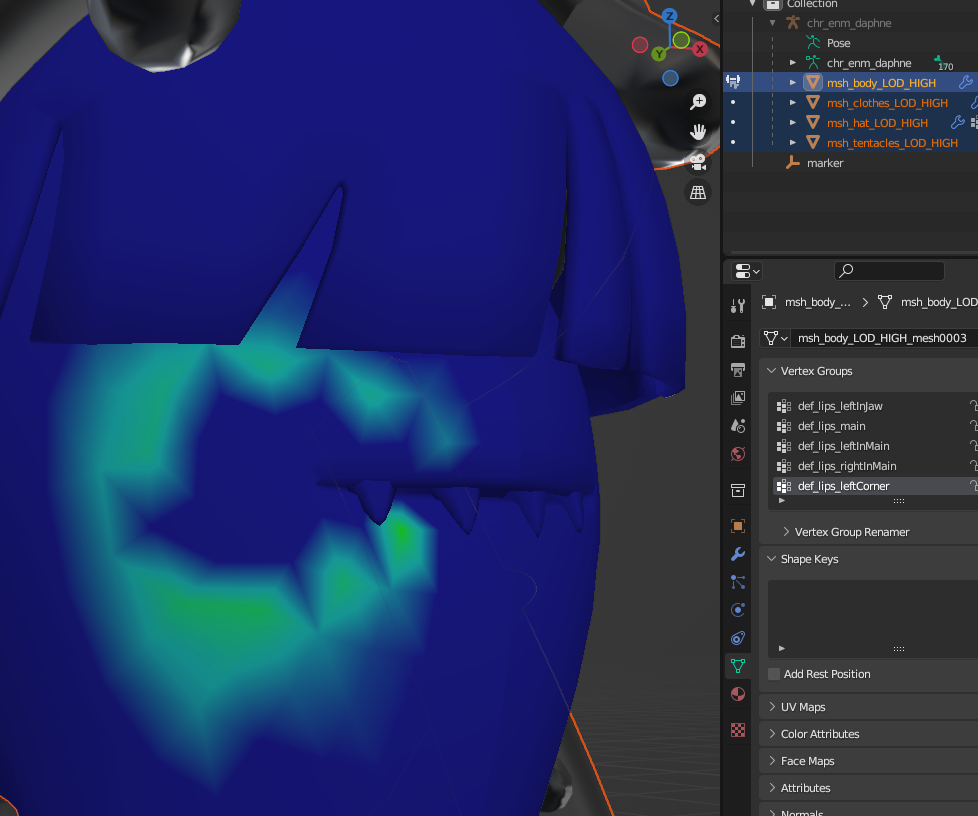 Collection
chr_enm_daphne
Pose
chr_enm_daphne
170
msh_body_LOD_HIGH
msh_clothes_LOD_HIGH
msh_hat_LOD_HIGH
msh_tentacles_LOD_HIGH
marker
Z
X
Y
msh_body_...
msh_body_LOD
msh_body_LOD_HIGH_mesh0003
Vertex Groups
def_lips_leftInJaw
def_lips_main
def_lips_leftInMain
def_lips_rightInMain
def_lips_leftCorner
Vertex Group Renamer
Shape Keys
Add Rest Position
UV Maps
Color Attributes
Face Maps
Attributes
Normals